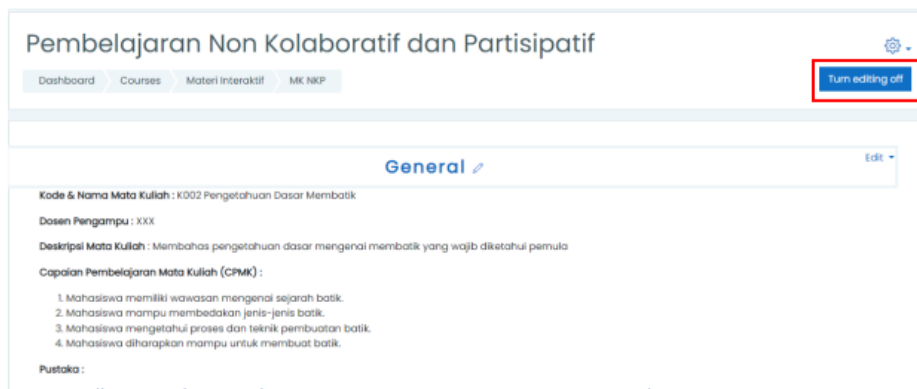 Pembelajaran Non Kolaboratif dan Partisipatif
Dashboard Courses Materi Interaktif MK NKP
Turn editing off
General
Edit
Kode & Nama Mata Kuliah : K002 Pengetahuan Dasar Membatik
Dosen Pengampu : XXX
Deskripsi Mata Kuliah : Membahas pengetahuan dasar mengenai membatik yang wajib diketahui pemula
Capaian Pembelajaran Mata Kuliah (CPMK) :
1. Mahasiswa memiliki wawasan mengenai sejarah batik.
2. Mahasiswa mampu membedakan jenis-jenis batik.
3. Mahasiswa mengetahui proses dan teknik pembuatan batik.
4. Mahasiswa diharapkan mampu untuk membuat batik.
Pustaka :